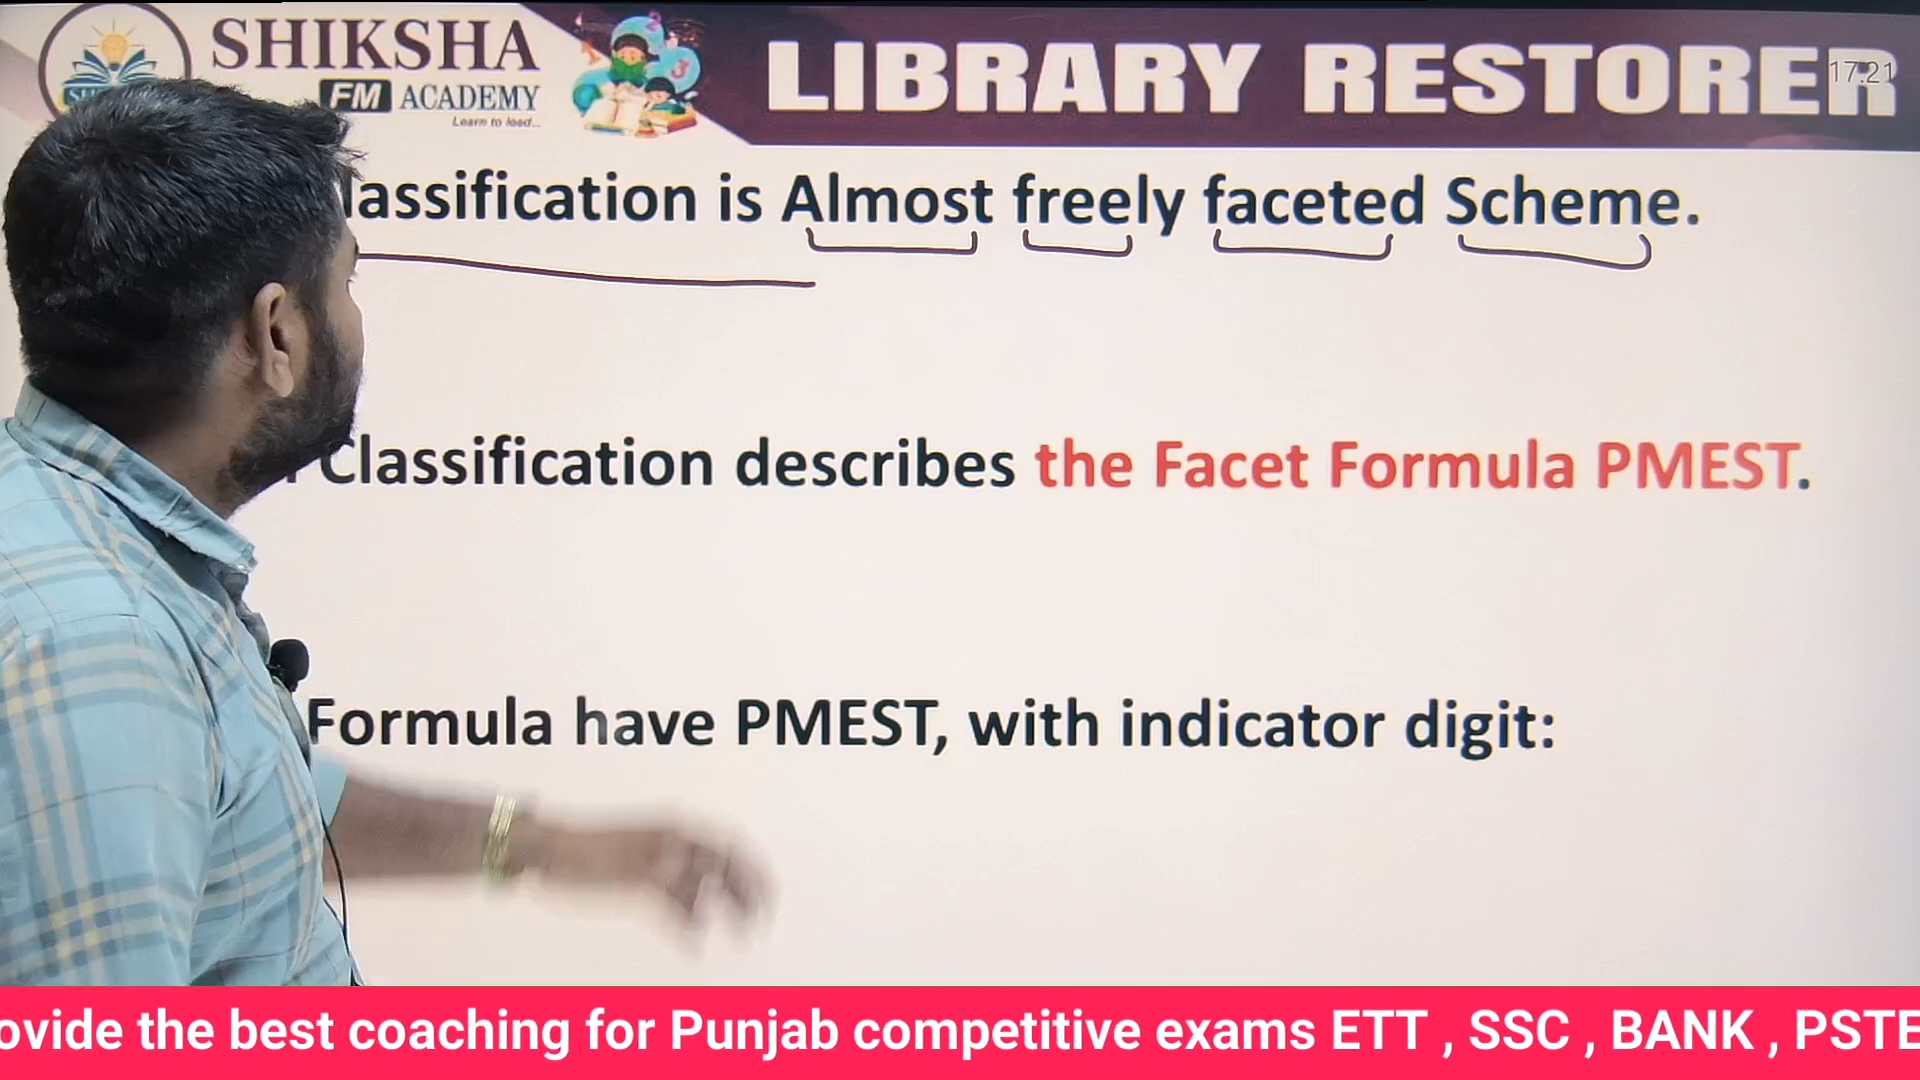 SHIKSHA
FM ACADEMY
Learn to lead...
LIBRARY RESTORER
17:21
lassification is Almost freely faceted Scheme.
Classification describes the Facet Formula PMEST.
Formula have PMEST, with indicator digit:
ovide the best coaching for Punjab competitive exams ETT , SSC , BANK , PSTE